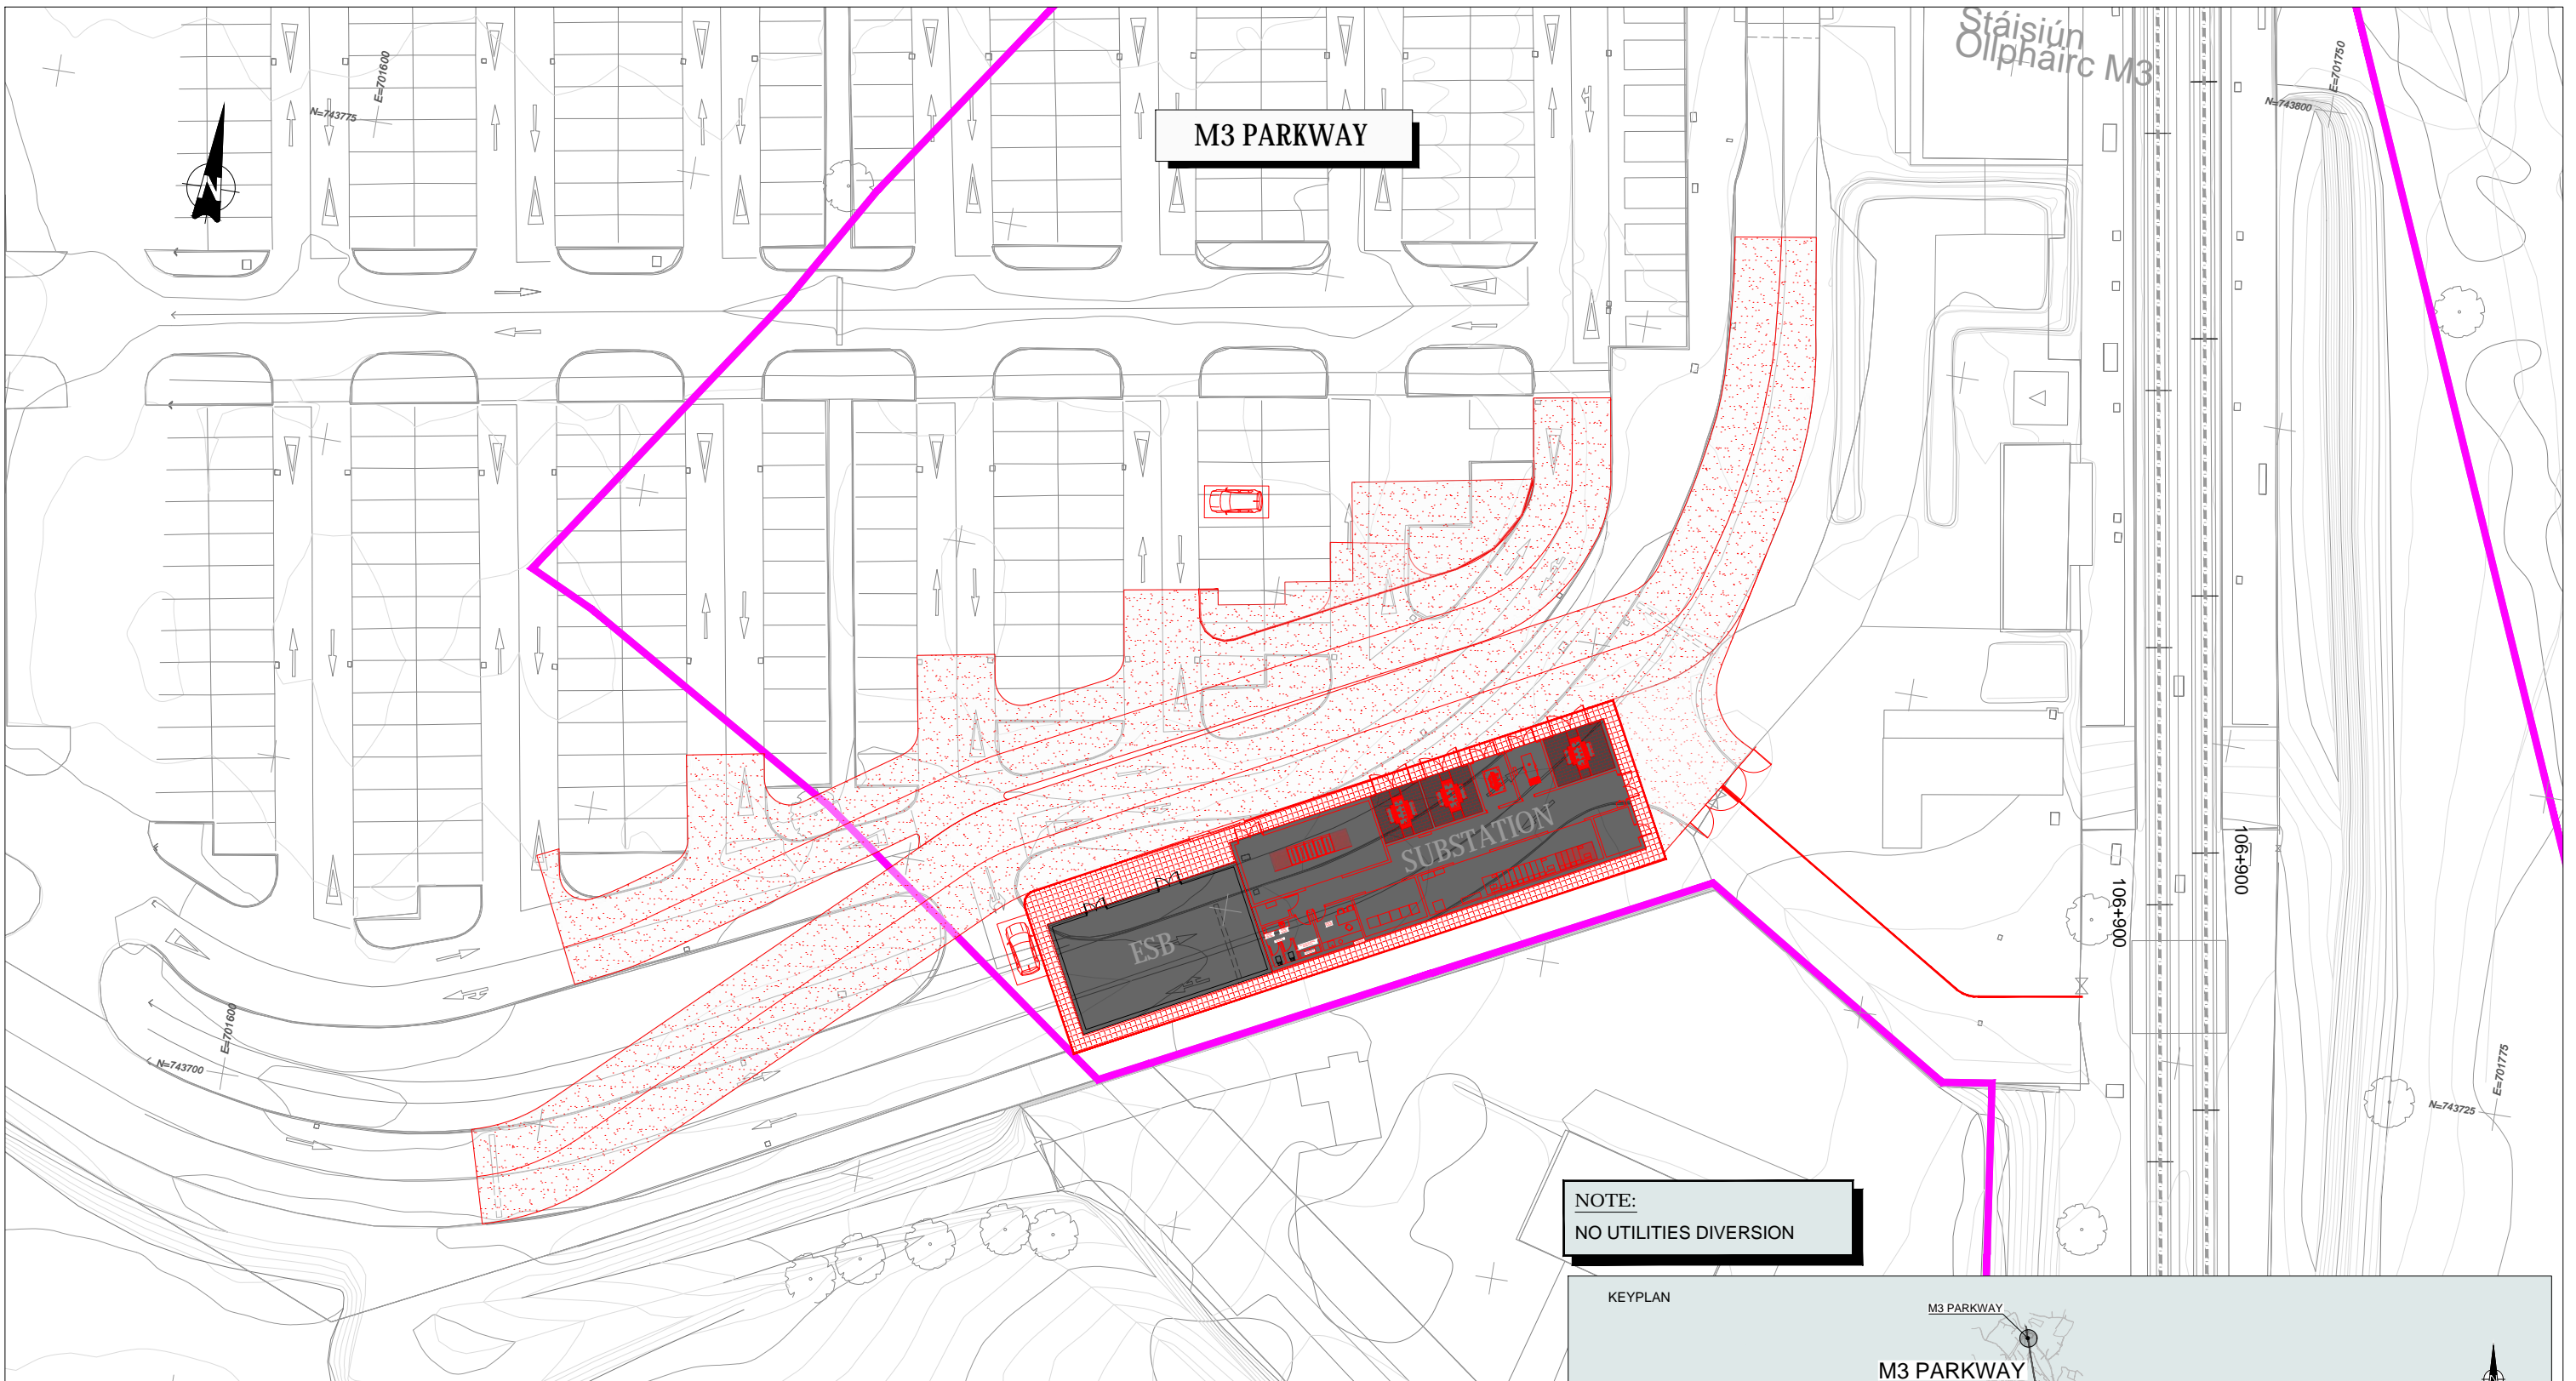 Stáisiún
Ollpháirc M3
E=701600
N=743775
E=701750
N=743800
M3 PARKWAY
N
SUBSTATION
ESB
106+900
106+900
E=701600
N=743700
E=701775
N=743725
NOTE:
NO UTILITIES DIVERSION
KEYPLAN
M3 PARKWAY
M3 PARKWAY